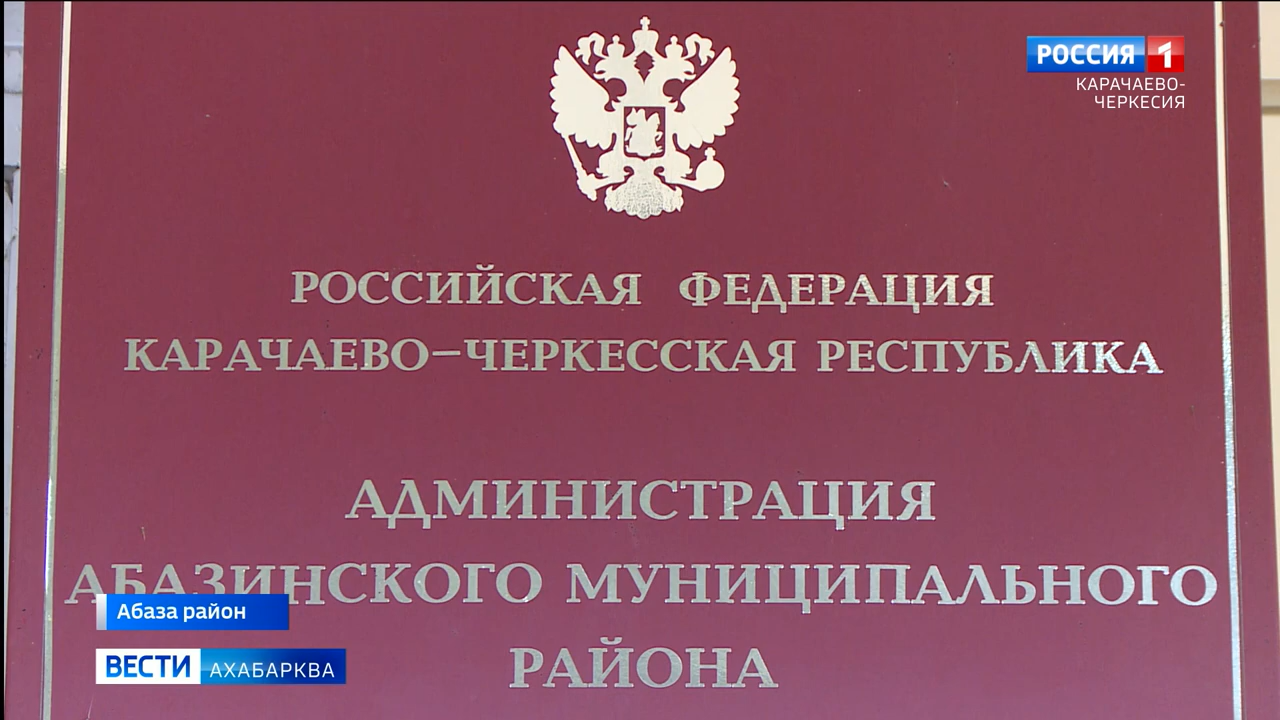 РОССИЯ 1
КАРАЧАЕВО-
ЧЕРКЕСИЯ
РОССИЙСКАЯ ФЕДЕРАЦИЯ
КАРАЧАЕВО-ЧЕРКЕССКАЯ РЕСПУБЛИКА
АДМИНИСТРАЦИЯ
АБАЗИНСКОГО МУНИЦИПАЛЬНОГО
РАЙОНА
Абаза район
ВЕСТИ АХАБАРКВА